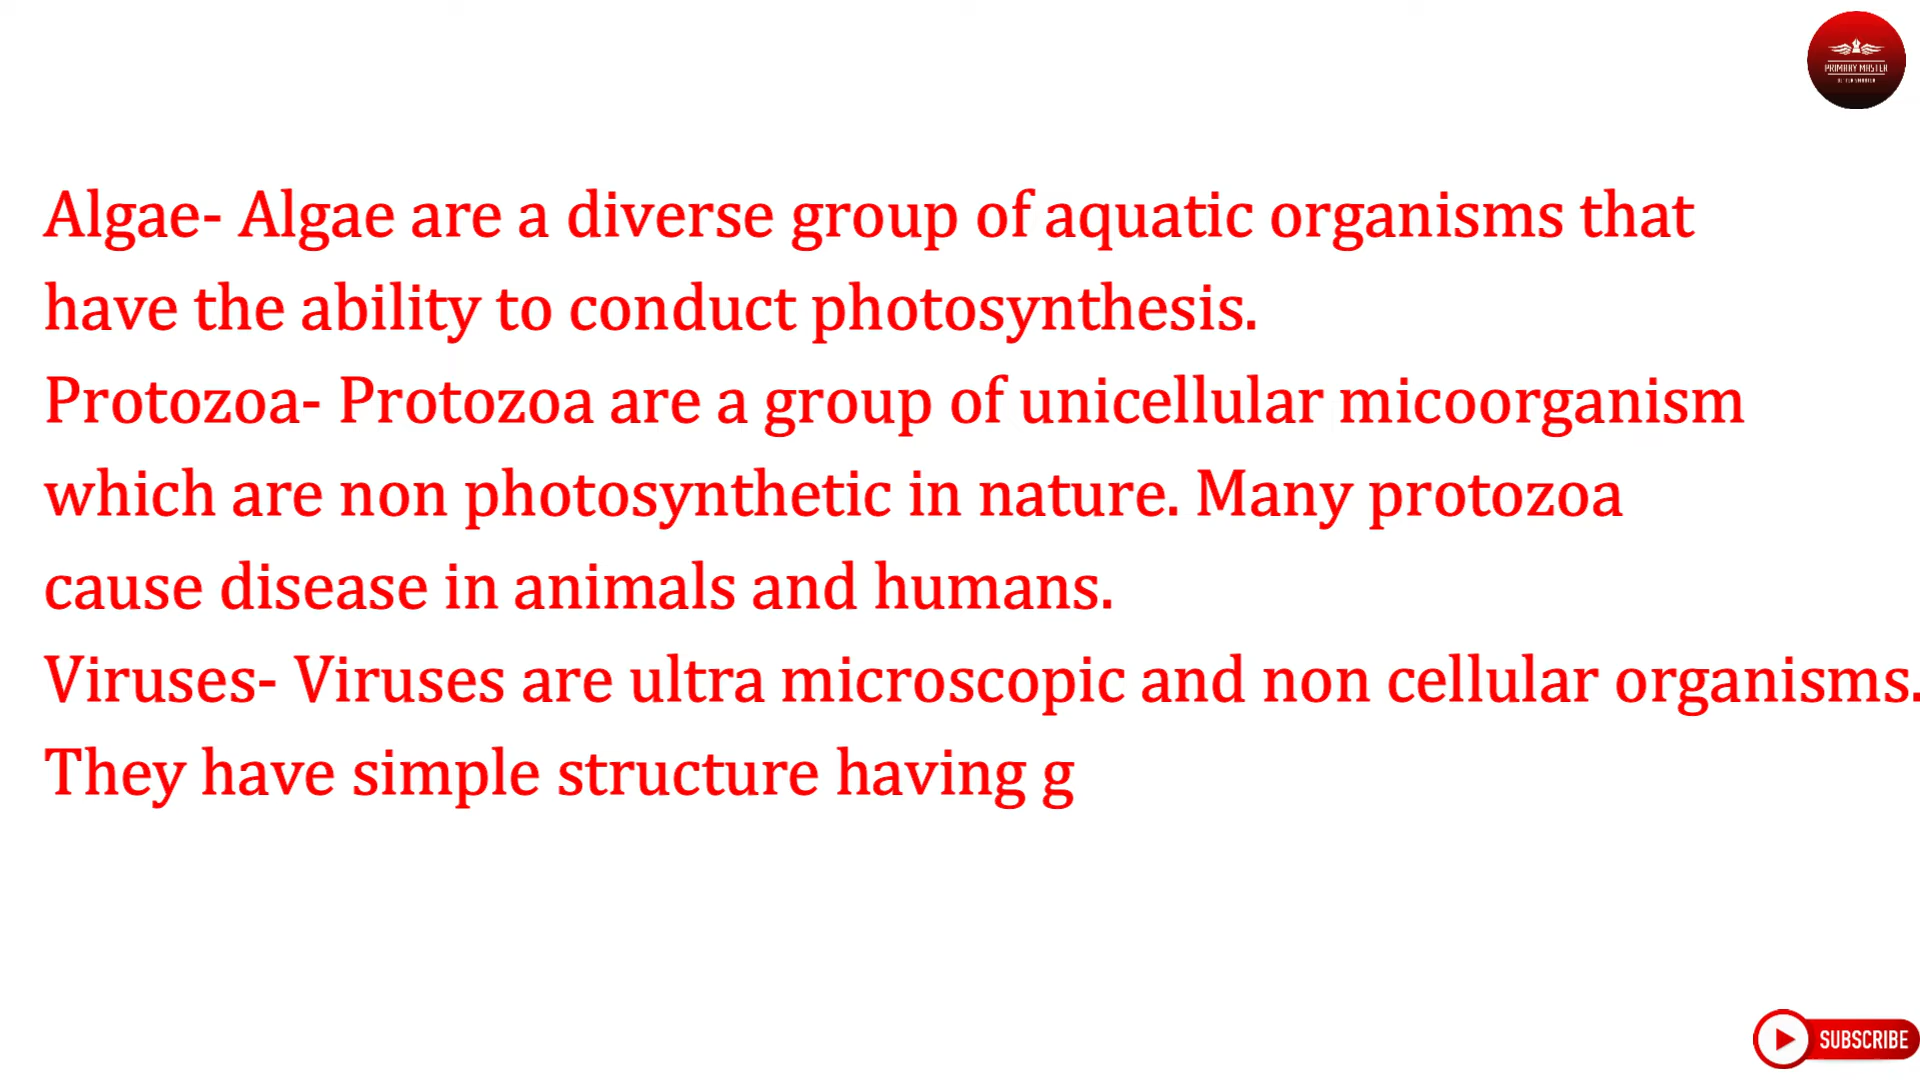 PRIMARY MASTER
Algae- Algae are a diverse group of aquatic organisms that
have the ability to conduct photosynthesis.
Protozoa- Protozoa are a group of unicellular micoorganism
which are non photosynthetic in nature. Many protozoa
cause disease in animals and humans.
Viruses- Viruses are ultra microscopic and non cellular organisms.
They have simple structure having g
SUBSCRIBE